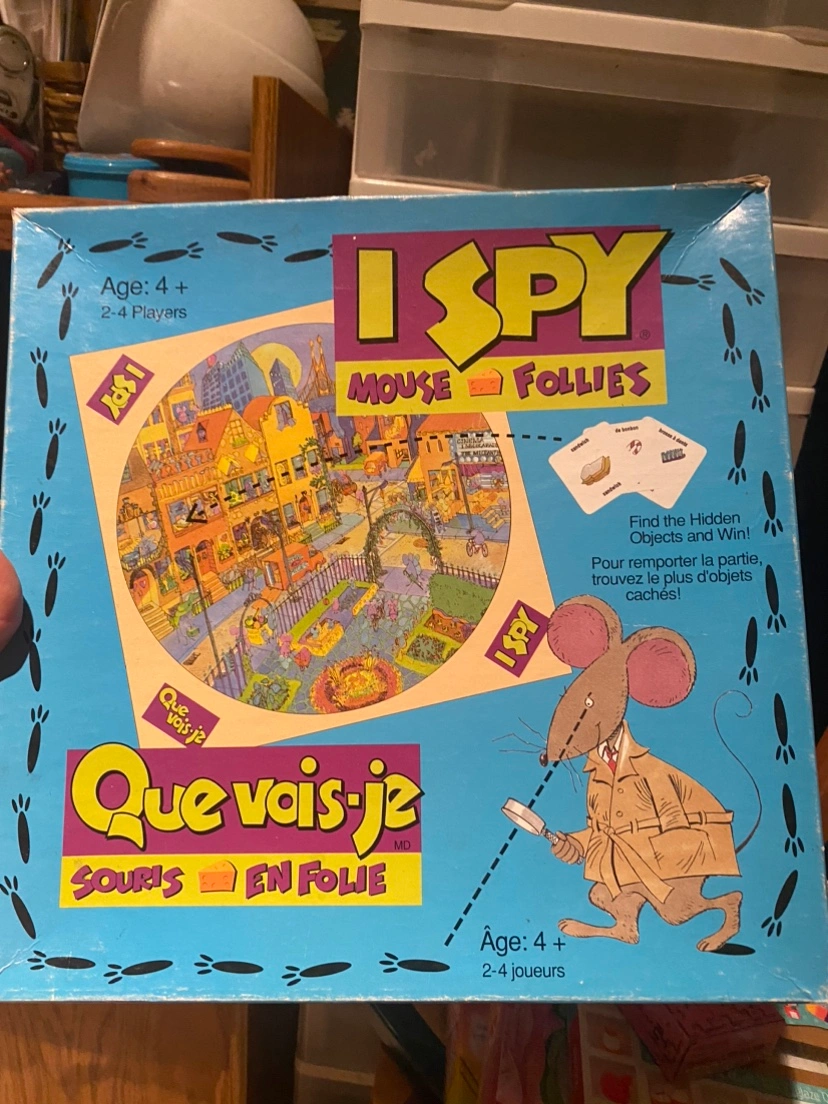 Age: 4 +
2-4 Players
I SPY®
MOUSE FOLLIES
I SPY
sandwich
sandwich
Find the Hidden
Objects and Win!
Pour remporter la partie,
trouvez le plus d'objets
cachés!
I SPY
Que
vois-je
Que vois-je
MD
SOURIS EN FOLIE
Âge: 4 +
2-4 joueurs